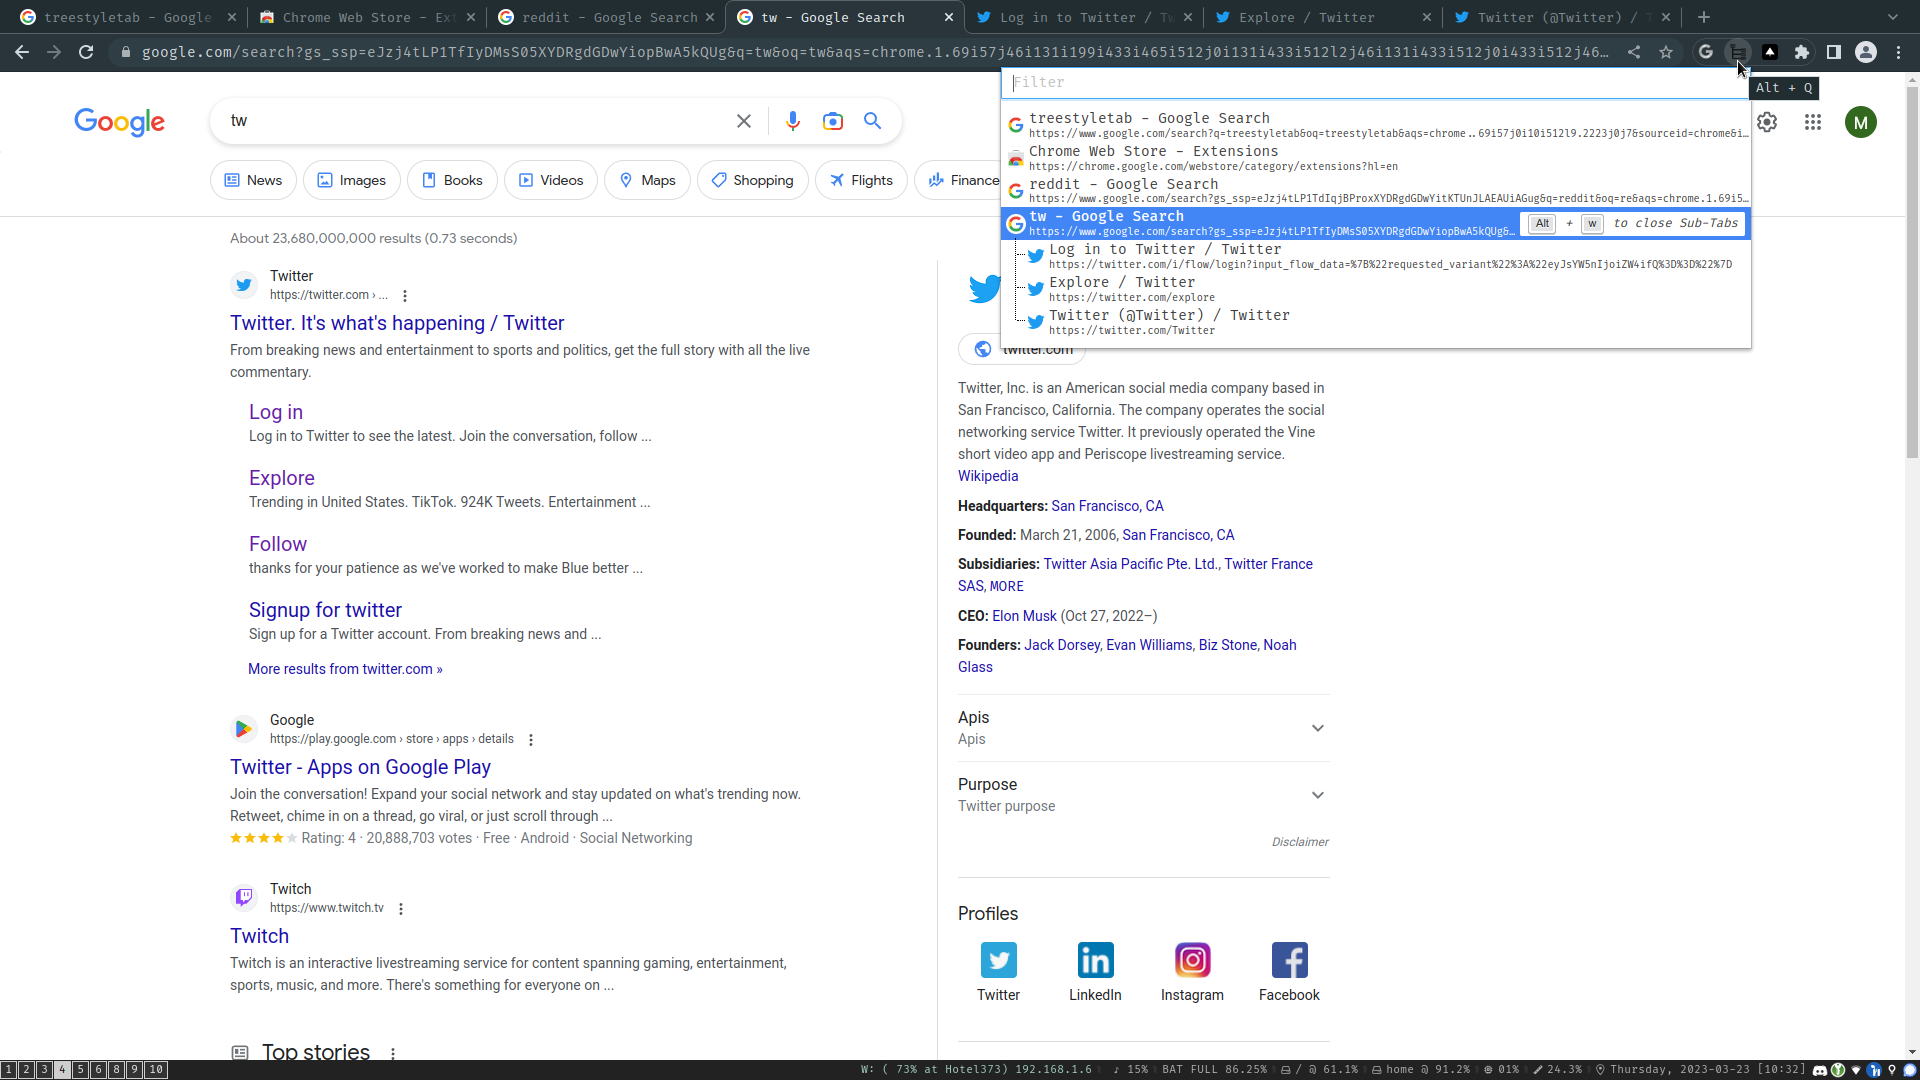 treestyletab – Google
Chrome Web Store – Ext
reddit – Google Search
tw – Google Search
Log in to Twitter / Tw
Explore / Twitter
Twitter (@Twitter) / T
google.com/search?gs_ssp=eJzj4tLP1TfIyDMsS05XYDRgdGDwYiopBwA5kQUg&q=tw&oq=tw&aqs=chrome.1.69i57j46i131i199i433i465i512j0i131i433i512l2j46i131i433i512j0i433i512j46...
Filter
Alt + Q
Google
tw
M
treestyletab – Google Search
https://www.google.com/search?q=treestyletab&oq=treestyletab&aqs=chrome..69i57j0i10i512l9.2223j0j7&sourceid=chrome&i...
Chrome Web Store – Extensions
https://chrome.google.com/webstore/category/extensions?hl=en
reddit – Google Search
https://www.google.com/search?gs_ssp=eJzj4tLP1TdIqjBProxXYDRgdGDwYitKTUnJLAEAUiAGug&q=reddit&oq=re&aqs=chrome.1.69i5...
tw – Google Search
https://www.google.com/search?gs_ssp=eJzj4tLP1TfIyDMsS05XYDRgdGDwYiopBwA5kQUg&...
Alt + w to close Sub-Tabs
Log in to Twitter / Twitter
https://twitter.com/i/flow/login?input_flow_data=%7B%22requested_variant%22%3A%22eyJsYW5nIjoiZW4ifQ%3D%3D%22%7D
Explore / Twitter
https://twitter.com/explore
Twitter (@Twitter) / Twitter
https://twitter.com/Twitter
News
Images
Books
Videos
Maps
Shopping
Flights
Finance
About 23,680,000,000 results (0.73 seconds)
Twitter
https://twitter.com › ...
Twitter. It's what's happening / Twitter
From breaking news and entertainment to sports and politics, get the full story with all the live
commentary.
Log in
Log in to Twitter to see the latest. Join the conversation, follow ...
Explore
Trending in United States. TikTok. 924K Tweets. Entertainment ...
Follow
thanks for your patience as we've worked to make Blue better ...
Signup for twitter
Sign up for a Twitter account. From breaking news and ...
More results from twitter.com »
Google
https://play.google.com › store › apps › details
Twitter - Apps on Google Play
Join the conversation! Expand your social network and stay updated on what's trending now.
Retweet, chime in on a thread, go viral, or just scroll through ...
Rating: 4 · 20,888,703 votes · Free · Android · Social Networking
Twitch
https://www.twitch.tv
Twitch
Twitch is an interactive livestreaming service for content spanning gaming, entertainment,
sports, music, and more. There's something for everyone on ...
Top stories
twitter.com
Twitter, Inc. is an American social media company based in
San Francisco, California. The company operates the social
networking service Twitter. It previously operated the Vine
short video app and Periscope livestreaming service.
Wikipedia
Headquarters: San Francisco, CA
Founded: March 21, 2006, San Francisco, CA
Subsidiaries: Twitter Asia Pacific Pte. Ltd., Twitter France
SAS, MORE
CEO: Elon Musk (Oct 27, 2022–)
Founders: Jack Dorsey, Evan Williams, Biz Stone, Noah
Glass
Apis
Apis
Purpose
Twitter purpose
Disclaimer
Profiles
Twitter
LinkedIn
Instagram
Facebook
1 2 3 4 5 6 8 9 10
W: ( 73% at Hotel373) 192.168.1.6 15% BAT FULL 86.25% / @ 61.1% home @ 91.2% 01% 24.3% Thursday, 2023-03-23 [10:32]